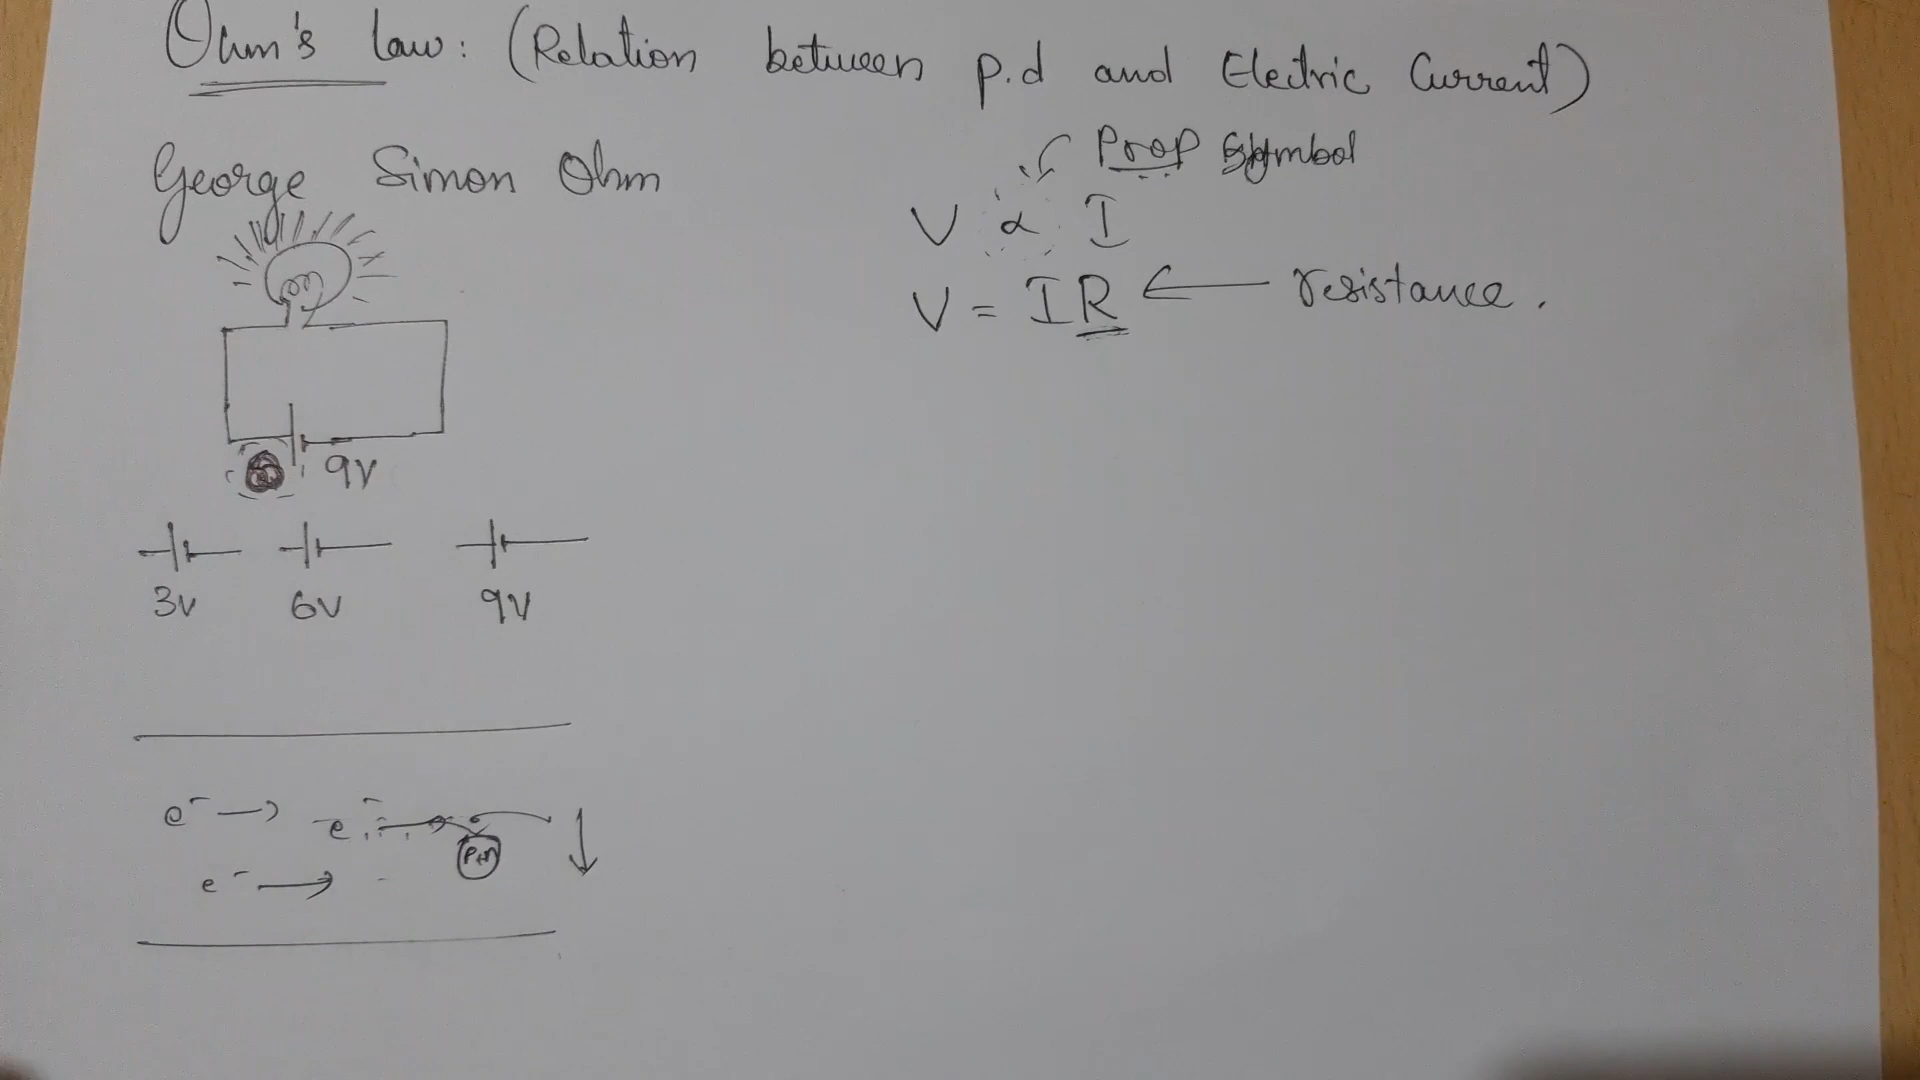 Ohm's law: (Relation between p.d and Electric Current)
George Simon Ohm
Prop symbol
V ∝ I
V = IR ← resistance.
9V
3V 6V 9V
e⁻ → e⁻ →
P+n
e⁻ →